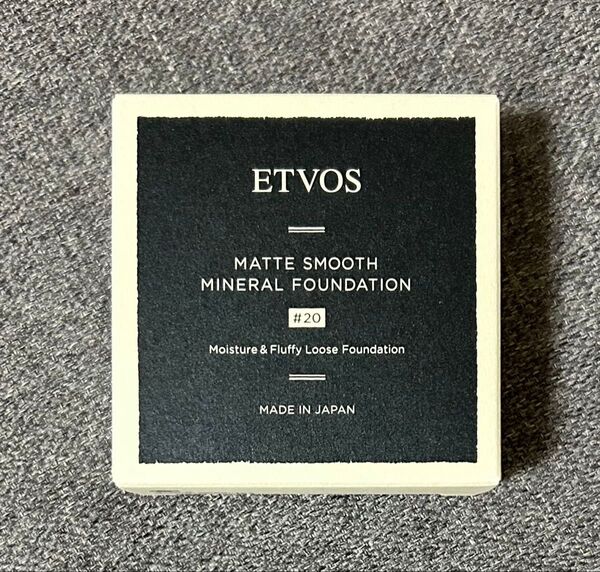 ETVOS
MATTE SMOOTH
MINERAL FOUNDATION
#20
Moisture & Fluffy Loose Foundation
MADE IN JAPAN